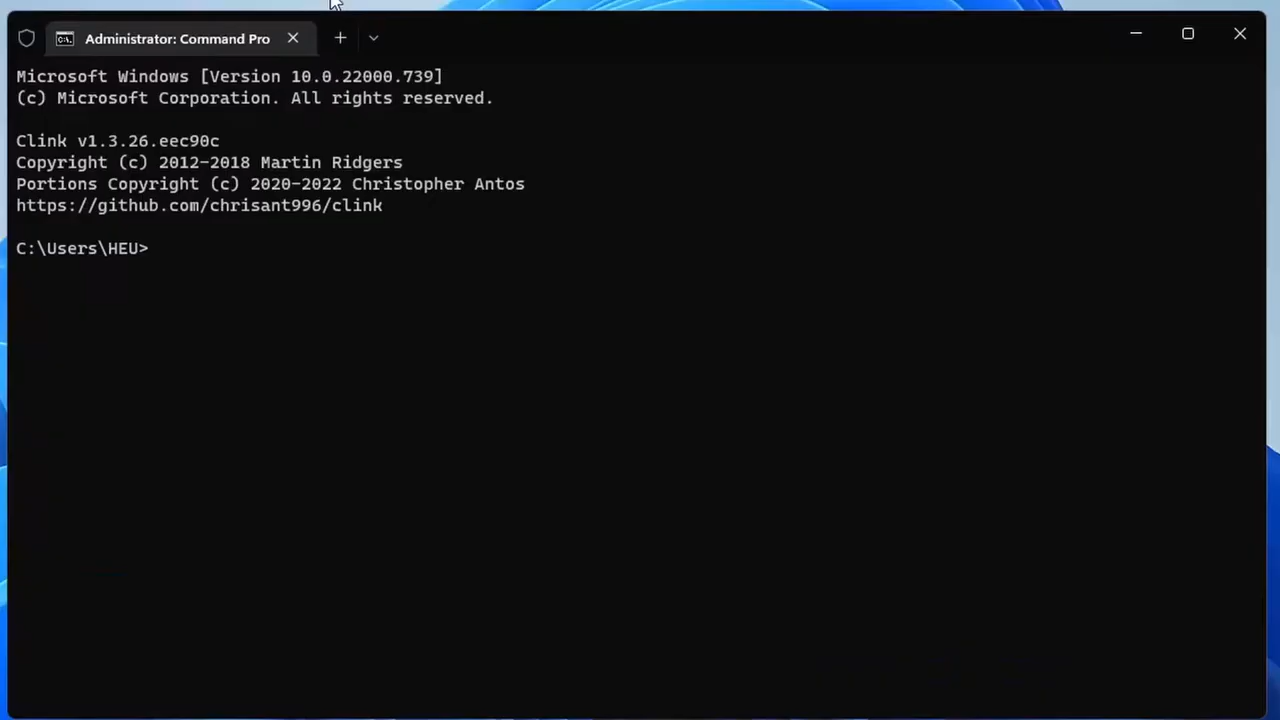 Administrator: Command Pro
Microsoft Windows [Version 10.0.22000.739]
(c) Microsoft Corporation. All rights reserved.
Clink v1.3.26.eec90c
Copyright (c) 2012-2018 Martin Ridgers
Portions Copyright (c) 2020-2022 Christopher Antos
https://github.com/chrisant996/clink
C:\Users\HEU>